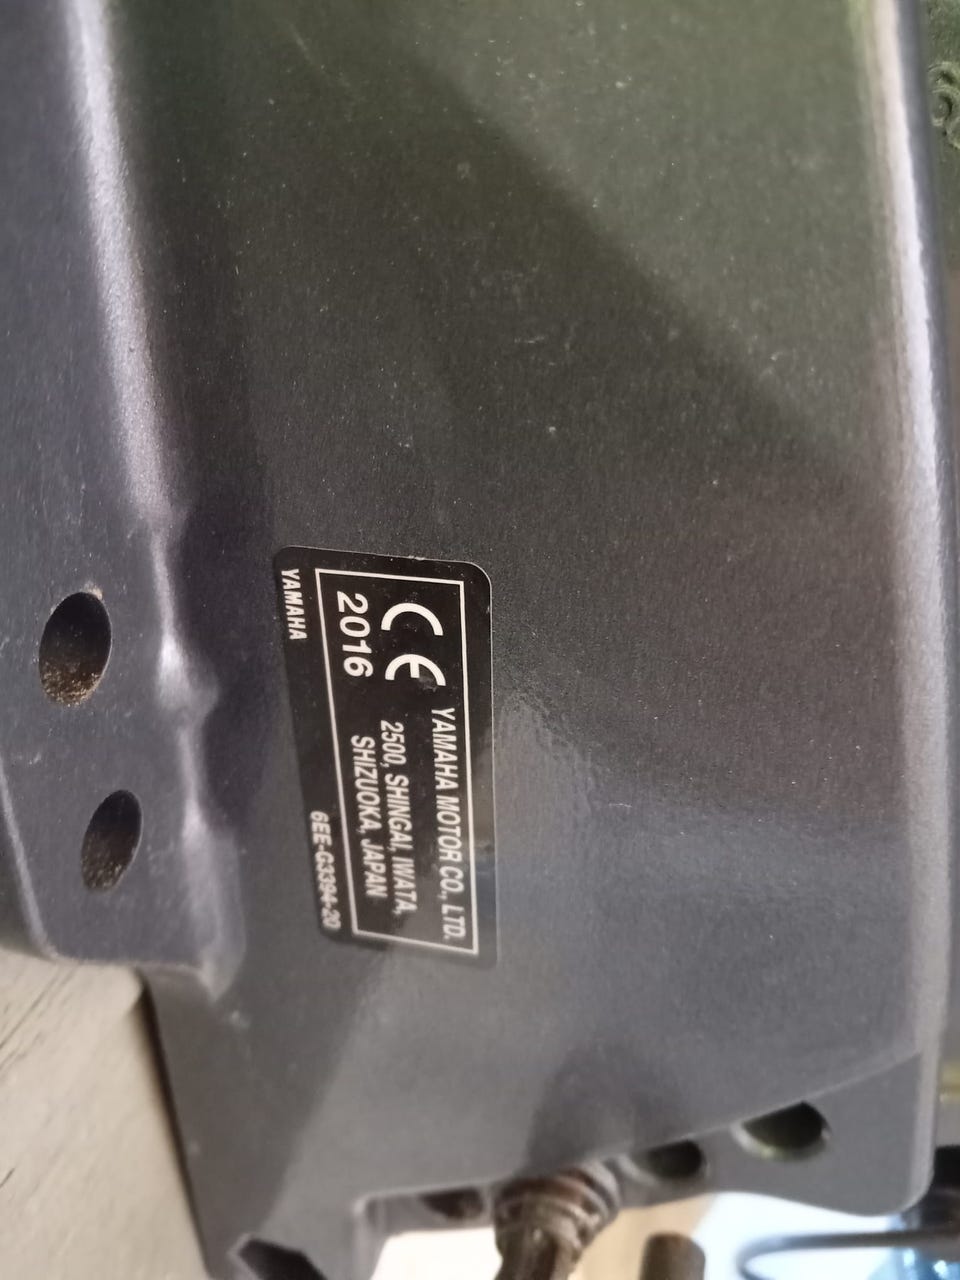 CE YAMAHA MOTOR CO., LTD.
2016 2500, SHINGAI, IWATA,
SHIZUOKA, JAPAN
YAMAHA 6EE-G3394-20